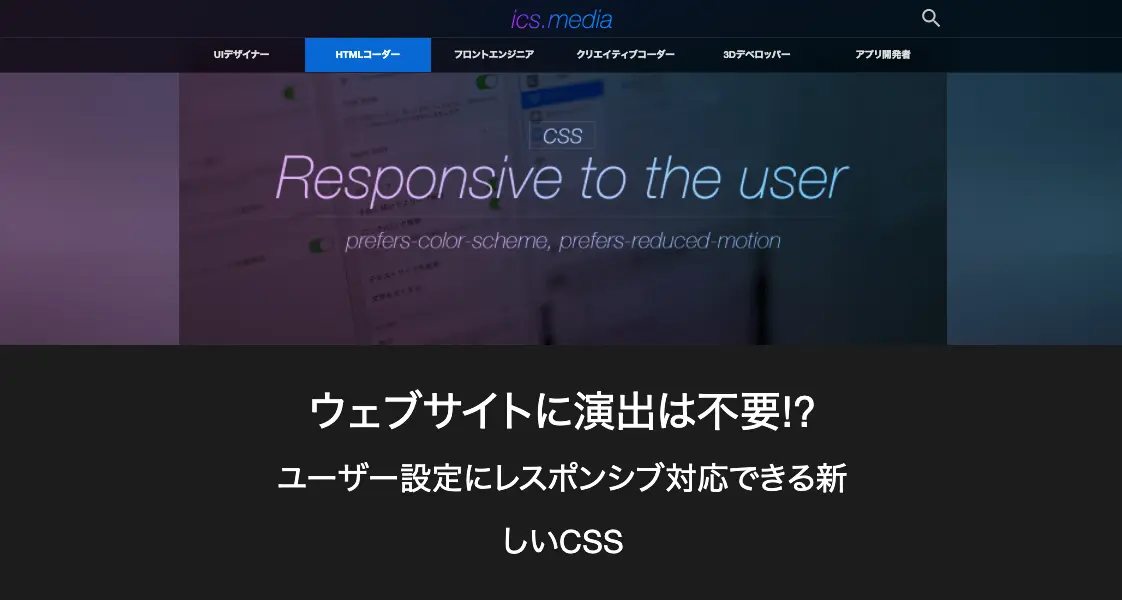 ics.media
UIデザイナー
HTMLコーダー
フロントエンジニア
クリエイティブコーダー
3Dデベロッパー
アプリ開発者
CSS
Responsive to the user
prefers-color-scheme, prefers-reduced-motion
ウェブサイトに演出は不要!?
ユーザー設定にレスポンシブ対応できる新
しいCSS